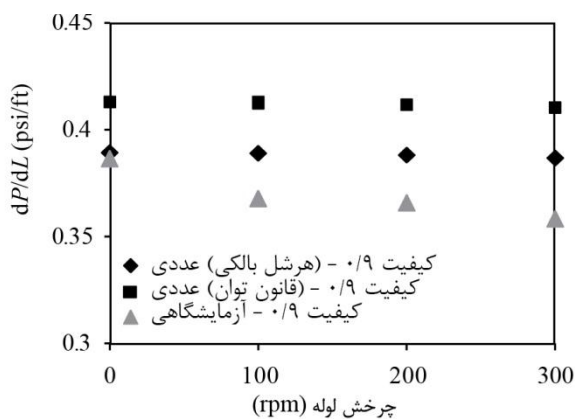 0.45
0.4
0.35
0.3
dP/dL (psi/ft)
کیفیت ۰/۹ - (هرشل بالکی) عددی
کیفیت ۰/۹ - (قانون توان) عددی
کیفیت ۰/۹ - آزمایشگاهی
0 100 200 300
چرخش لوله (rpm)